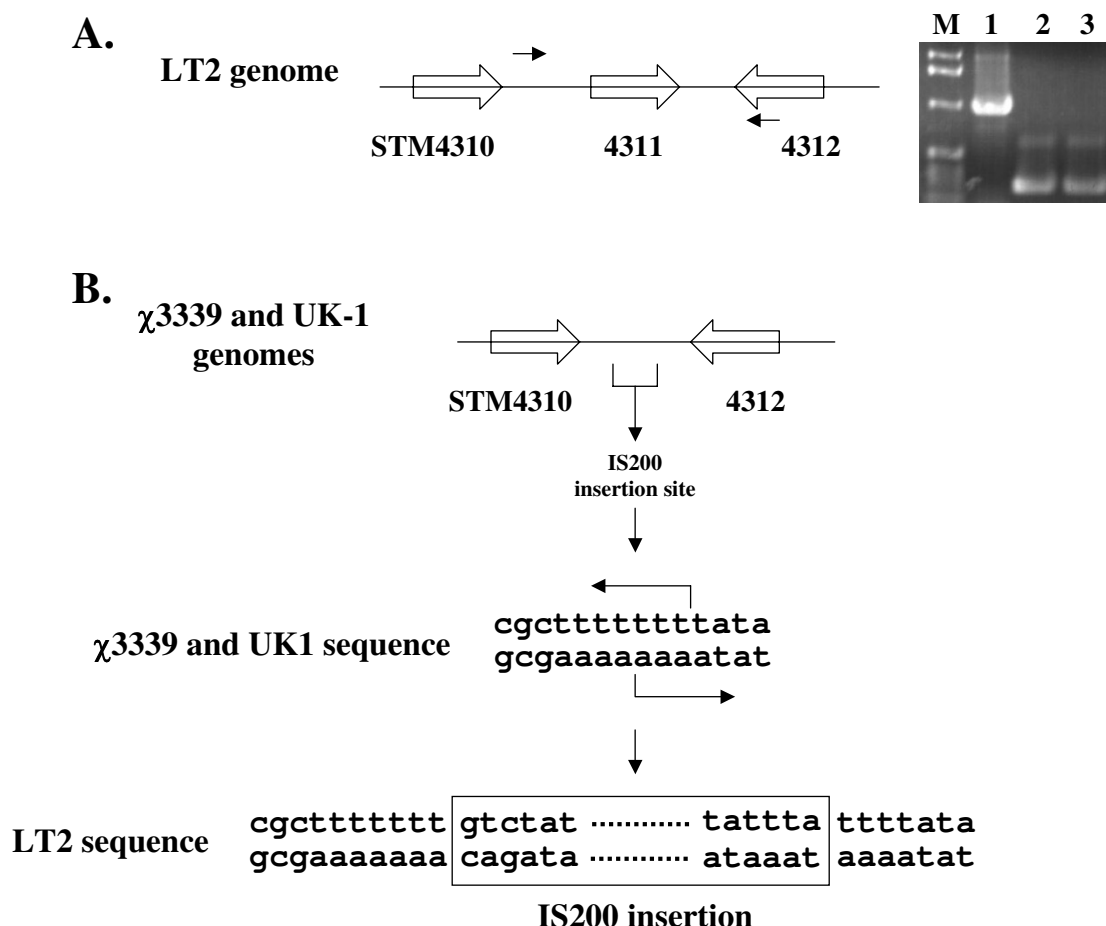 A.
LT2 genome
STM4310 4311 4312
M 1 2 3
B.
χ3339 and UK-1
genomes
STM4310 4312
IS200
insertion site
χ3339 and UK1 sequence
cgcttttttttata
gcgaaaaaaaatat
LT2 sequence
cgcttttttt gtctat ............ tattta ttttata
gcgaaaaaaa cagata ............ ataaat aaaatat
IS200 insertion